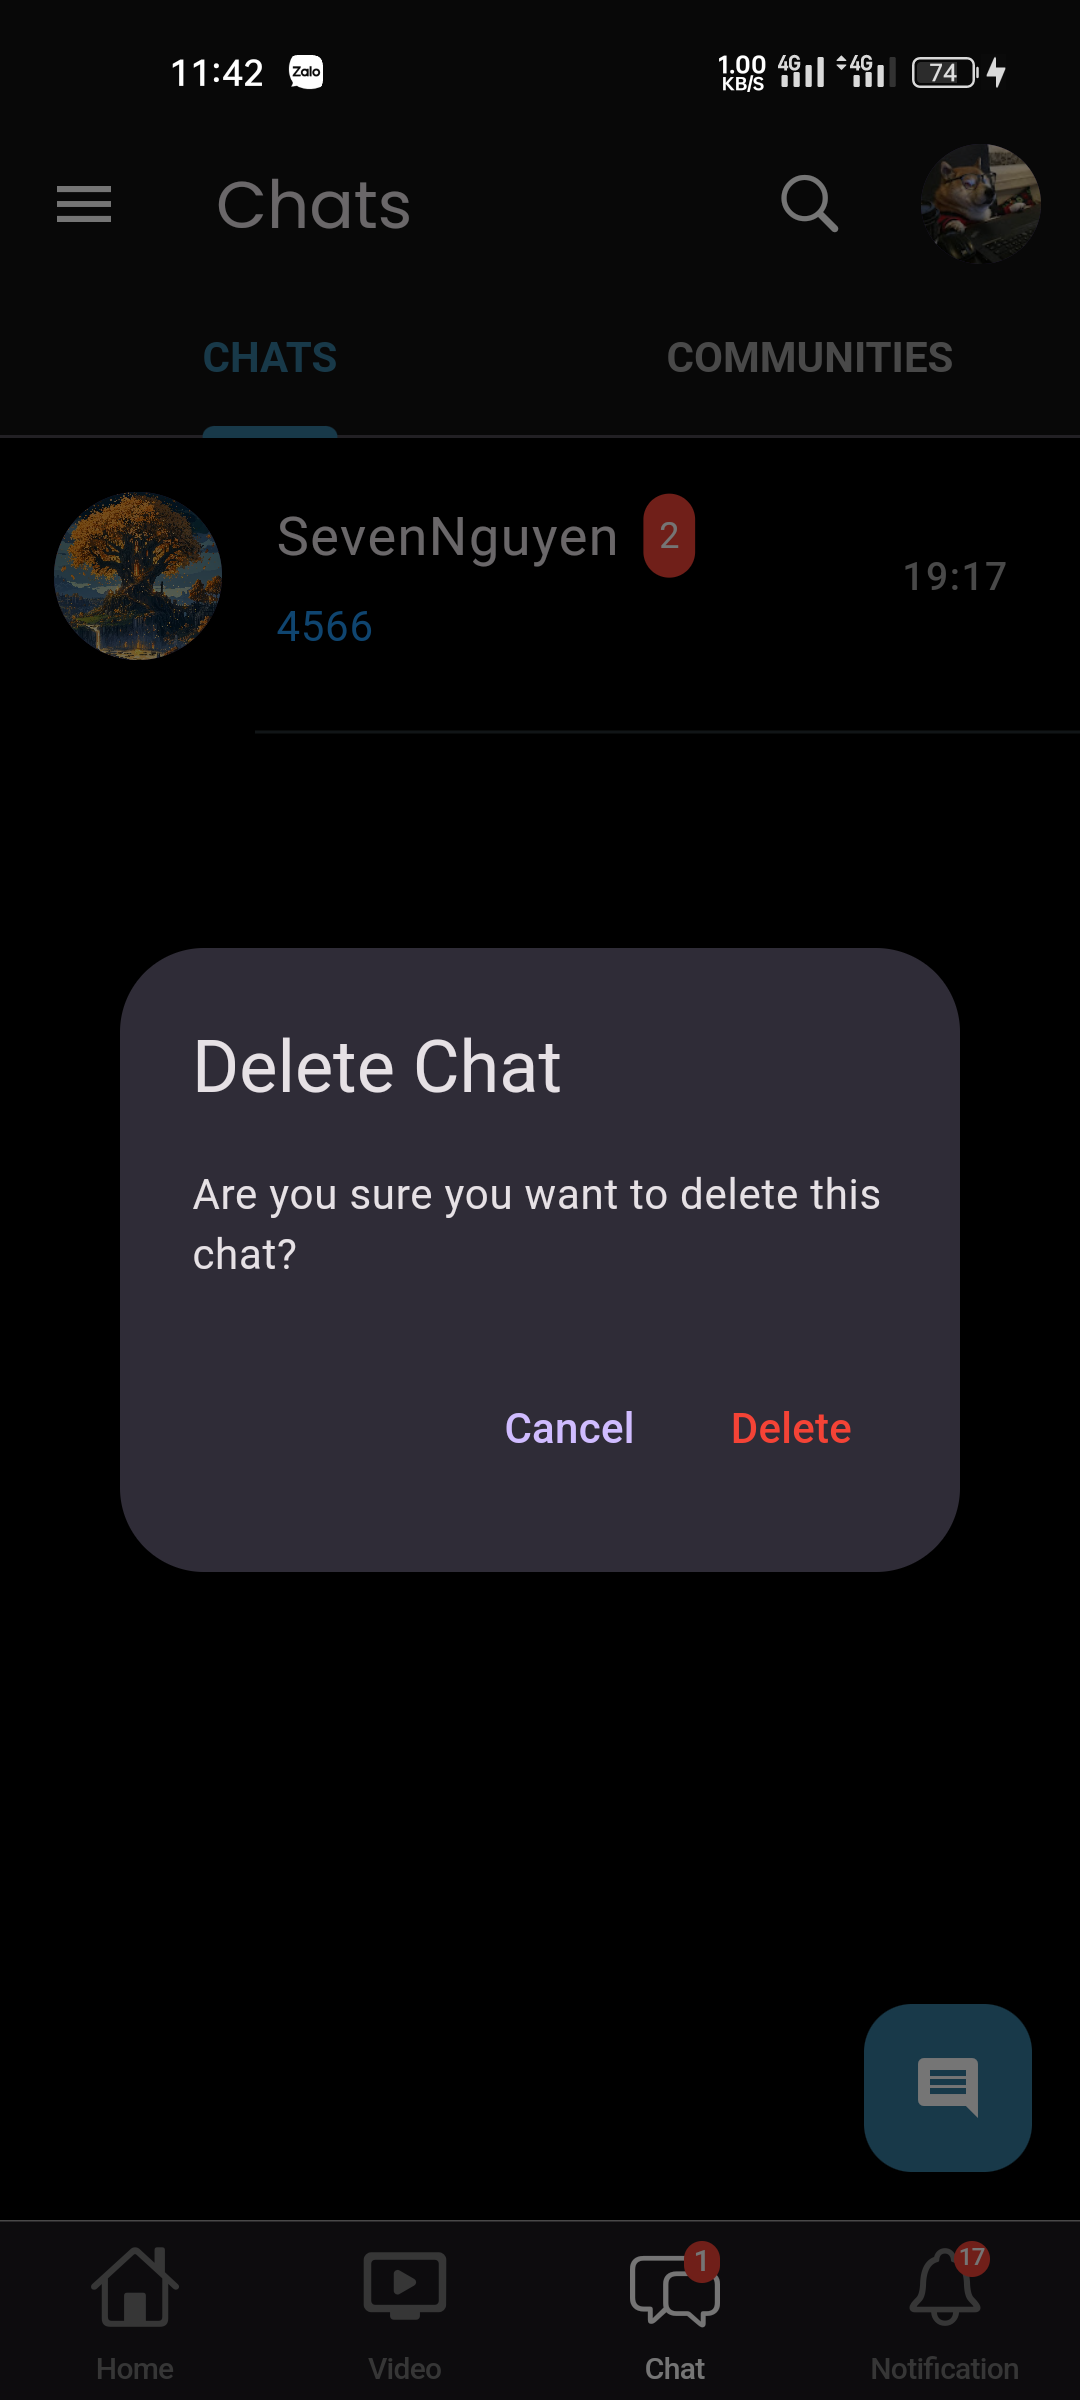 11:42
Zalo
1.00
KB/S
4G
4G
74
Chats
CHATS
COMMUNITIES
SevenNguyen
2
19:17
4566
Delete Chat
Are you sure you want to delete this
chat?
Cancel
Delete
1
17
Home
Video
Chat
Notification